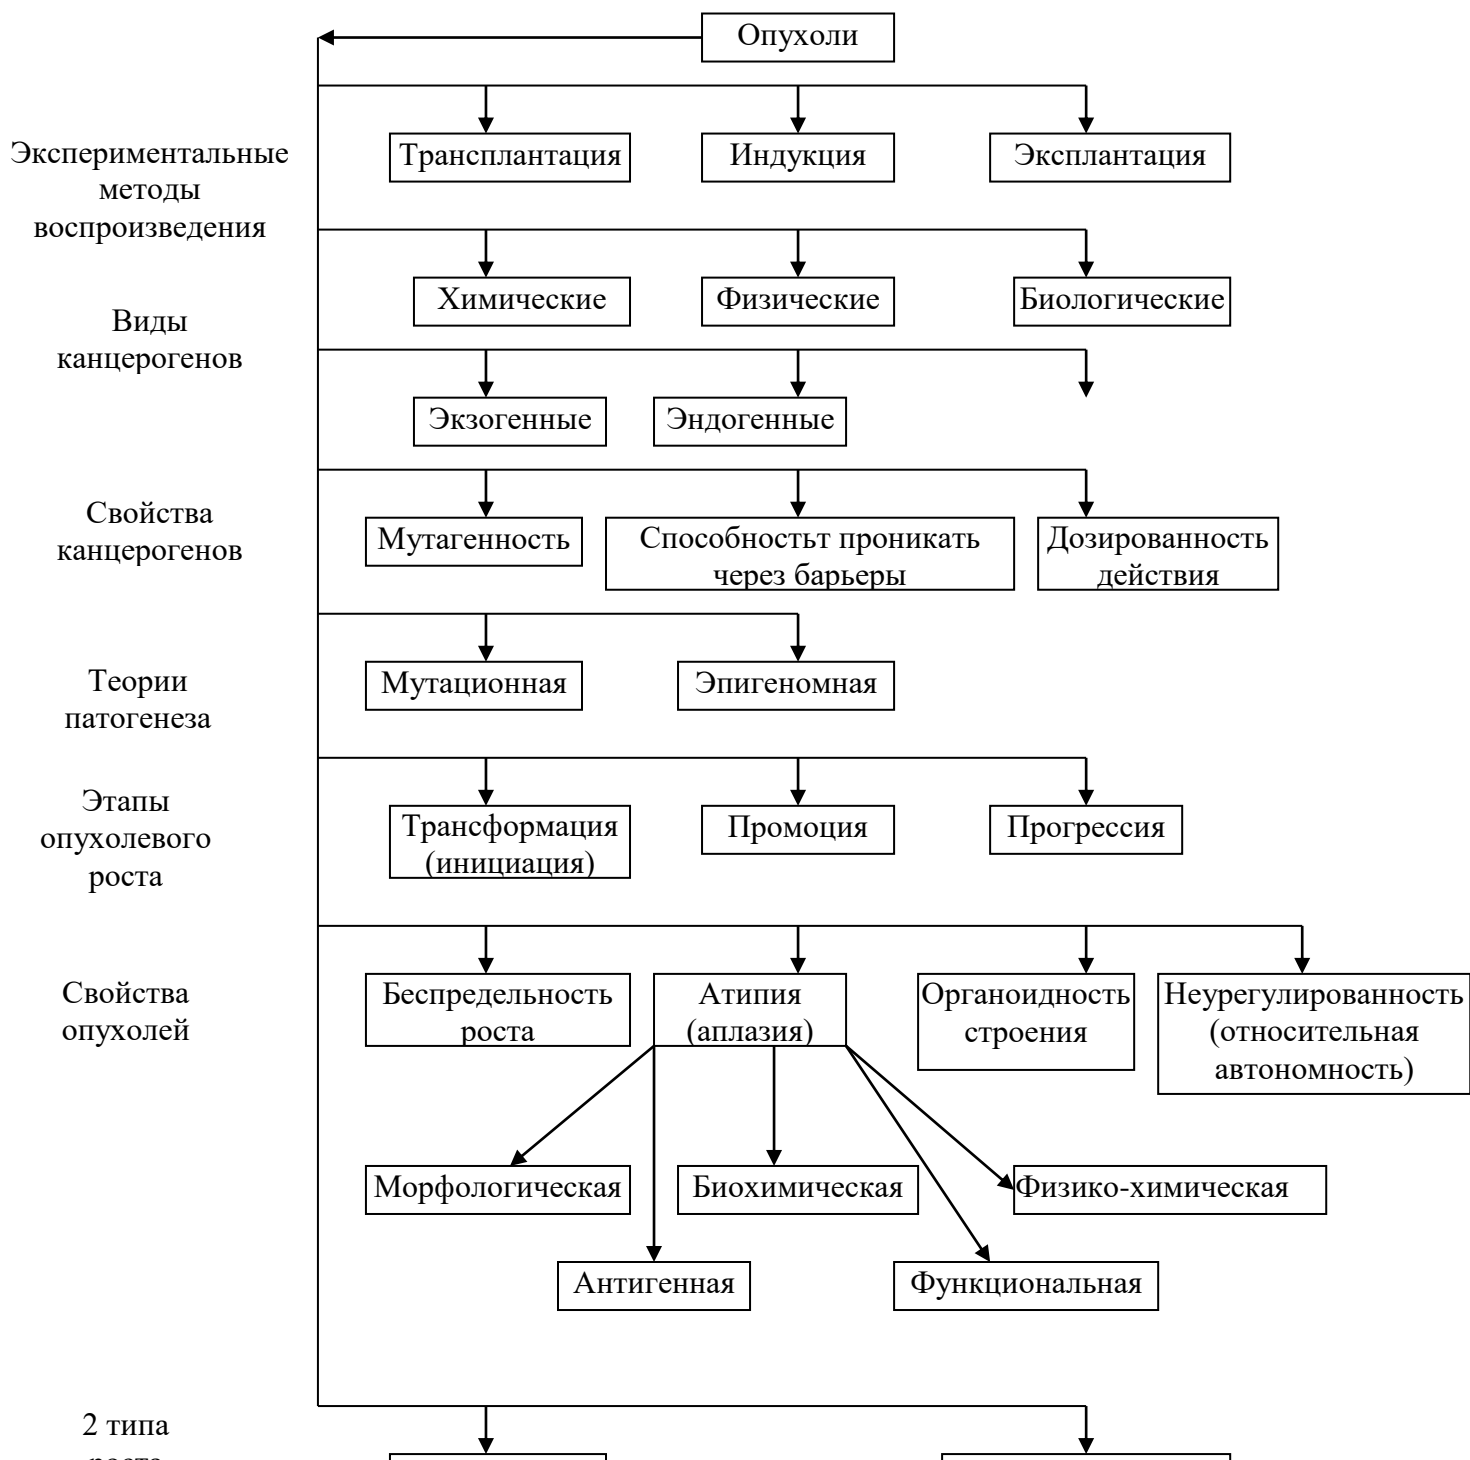 Опухоли
Экспериментальные
методы
воспроизведения
Трансплантация
Индукция
Эксплантация
Виды
канцерогенов
Химические
Физические
Биологические
Экзогенные
Эндогенные
Свойства
канцерогенов
Мутагенность
Способностьт проникать
через барьеры
Дозированность
действия
Теории
патогенеза
Мутационная
Эпигеномная
Этапы
опухолевого
роста
Трансформация
(инициация)
Промоция
Прогрессия
Свойства
опухолей
Беспредельность
роста
Атипия
(аплазия)
Органоидность
строения
Неурегулированность
(относительная
автономность)
Морфологическая
Биохимическая
Физико-химическая
Антигенная
Функциональная
2 типа
роста